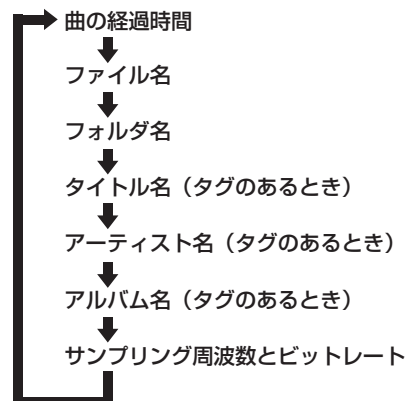 曲の経過時間
ファイル名
フォルダ名
タイトル名（タグのあるとき）
アーティスト名（タグのあるとき）
アルバム名（タグのあるとき）
サンプリング周波数とビットレート